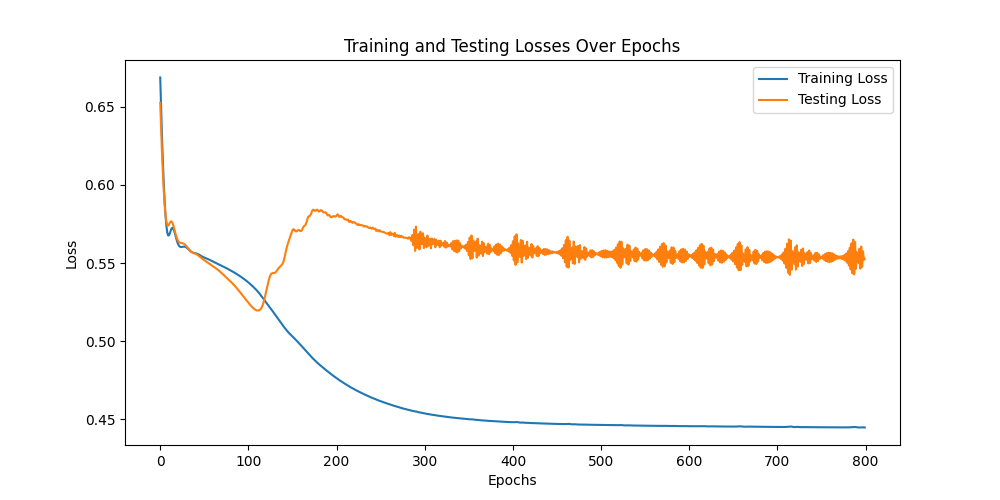 Training and Testing Losses Over Epochs
Training Loss
Testing Loss
Loss
0.65
0.60
0.55
0.50
0.45
0 100 200 300 400 500 600 700 800
Epochs